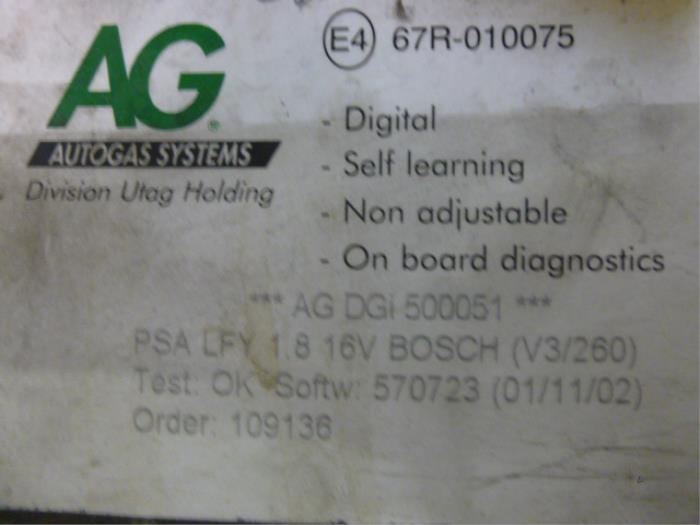 AG®
AUTOGAS SYSTEMS
Division Utag Holding
E4 67R-010075
- Digital
- Self learning
- Non adjustable
- On board diagnostics
*** AG DGi 500051 ***
PSA LFY 1.8 16V BOSCH (V3/260)
Test: OK Softw: 570723 (01/11/02)
Order: 109136